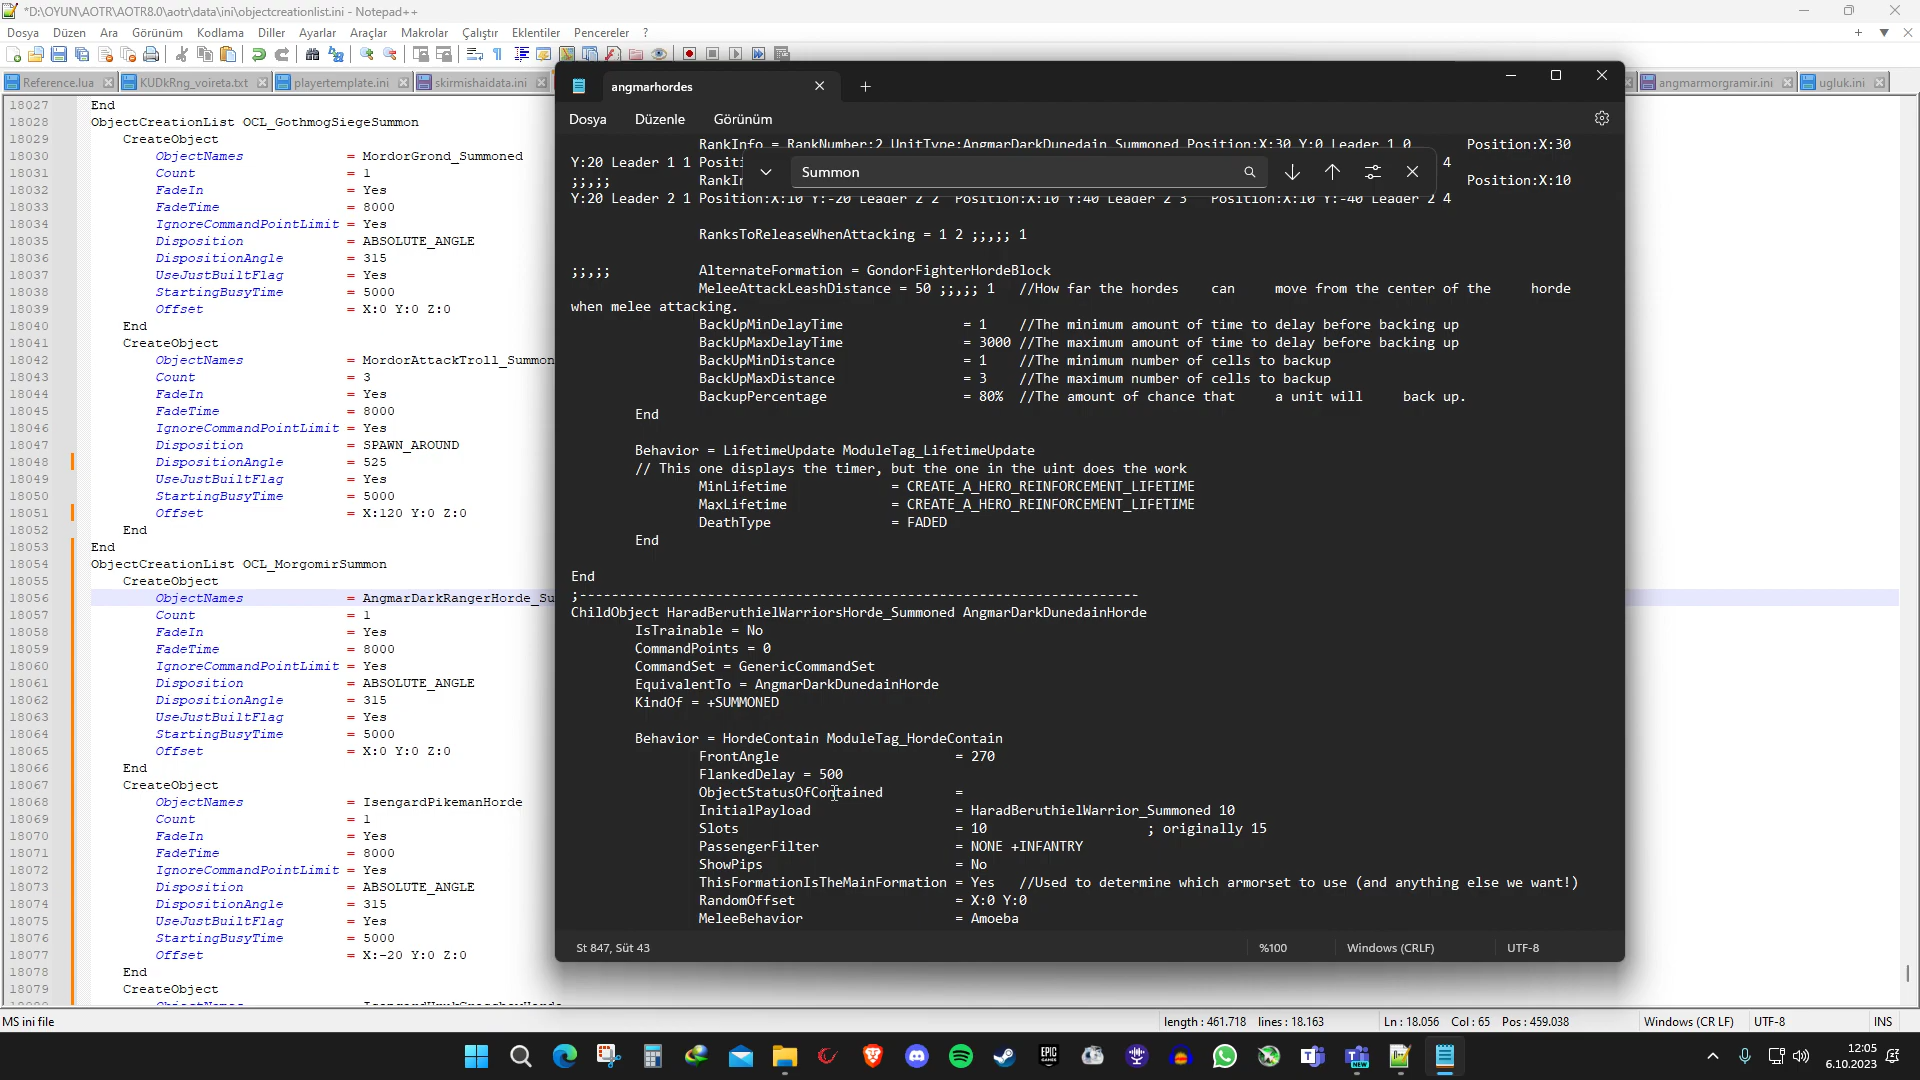 *D:\OYUN\AOTR\AOTR8.0\aotr\data\ini\objectcreationlist.ini - Notepad++
Dosya Düzen Ara Görünüm Kodlama Diller Ayarlar Araçlar Makrolar Çalıştır Eklentiler Pencereler ?
Reference.lua KUDkRng_voireta.txt playertemplate.ini skirmishaidata.ini angmarmorgramir.ini ugluk.ini
18027 End
18028 ObjectCreationList OCL_GothmogSiegeSummon
18029 CreateObject
18030 ObjectNames = MordorGrond_Summoned
18031 Count = 1
18032 FadeIn = Yes
18033 FadeTime = 8000
18034 IgnoreCommandPointLimit = Yes
18035 Disposition = ABSOLUTE_ANGLE
18036 DispositionAngle = 315
18037 UseJustBuiltFlag = Yes
18038 StartingBusyTime = 5000
18039 Offset = X:0 Y:0 Z:0
18040 End
18041 CreateObject
18042 ObjectNames = MordorAttackTroll_Summon
18043 Count = 3
18044 FadeIn = Yes
18045 FadeTime = 8000
18046 IgnoreCommandPointLimit = Yes
18047 Disposition = SPAWN_AROUND
18048 DispositionAngle = 525
18049 UseJustBuiltFlag = Yes
18050 StartingBusyTime = 5000
18051 Offset = X:120 Y:0 Z:0
18052 End
18053 End
18054 ObjectCreationList OCL_MorgomirSummon
18055 CreateObject
18056 ObjectNames = AngmarDarkRangerHorde_Su
18057 Count = 1
18058 FadeIn = Yes
18059 FadeTime = 8000
18060 IgnoreCommandPointLimit = Yes
18061 Disposition = ABSOLUTE_ANGLE
18062 DispositionAngle = 315
18063 UseJustBuiltFlag = Yes
18064 StartingBusyTime = 5000
18065 Offset = X:0 Y:0 Z:0
18066 End
18067 CreateObject
18068 ObjectNames = IsengardPikemanHorde
18069 Count = 1
18070 FadeIn = Yes
18071 FadeTime = 8000
18072 IgnoreCommandPointLimit = Yes
18073 Disposition = ABSOLUTE_ANGLE
18074 DispositionAngle = 315
18075 UseJustBuiltFlag = Yes
18076 StartingBusyTime = 5000
18077 Offset = X:-20 Y:0 Z:0
18078 End
18079 CreateObject
angmarhordes
Dosya Düzenle Görünüm
RankInfo = RankNumber:2 UnitType:AngmarDarkDunedain_Summoned Position:X:30 Y:0 Leader 1 0 Position:X:30
Y:20 Leader 1 1 Positi 4
Summon
;;,;; RankIn Position:X:10
Y:20 Leader 2 1 Position:X:10 Y:-20 Leader 2 2 Position:X:10 Y:40 Leader 2 3 Position:X:10 Y:-40 Leader 2 4
RanksToReleaseWhenAttacking = 1 2 ;;,;; 1
;;,;; AlternateFormation = GondorFighterHordeBlock
MeleeAttackLeashDistance = 50 ;;,;; 1 //How far the hordes can move from the center of the horde
when melee attacking.
BackUpMinDelayTime = 1 //The minimum amount of time to delay before backing up
BackUpMaxDelayTime = 3000 //The maximum amount of time to delay before backing up
BackUpMinDistance = 1 //The minimum number of cells to backup
BackUpMaxDistance = 3 //The maximum number of cells to backup
BackupPercentage = 80% //The amount of chance that a unit will back up.
End
Behavior = LifetimeUpdate ModuleTag_LifetimeUpdate
// This one displays the timer, but the one in the uint does the work
MinLifetime = CREATE_A_HERO_REINFORCEMENT_LIFETIME
MaxLifetime = CREATE_A_HERO_REINFORCEMENT_LIFETIME
DeathType = FADED
End
End
;----------------------------------------------------------------------
ChildObject HaradBeruthielWarriorsHorde_Summoned AngmarDarkDunedainHorde
IsTrainable = No
CommandPoints = 0
CommandSet = GenericCommandSet
EquivalentTo = AngmarDarkDunedainHorde
KindOf = +SUMMONED
Behavior = HordeContain ModuleTag_HordeContain
FrontAngle = 270
FlankedDelay = 500
ObjectStatusOfContained =
InitialPayload = HaradBeruthielWarrior_Summoned 10
Slots = 10 ; originally 15
PassengerFilter = NONE +INFANTRY
ShowPips = No
ThisFormationIsTheMainFormation = Yes //Used to determine which armorset to use (and anything else we want!)
RandomOffset = X:0 Y:0
MeleeBehavior = Amoeba
St 847, Süt 43 %100 Windows (CRLF) UTF-8
MS ini file length : 461.718 lines : 18.163 Ln : 18.056 Col : 65 Pos : 459.038 Windows (CR LF) UTF-8 INS
EPIC GAMES
NEW
12:05
6.10.2023